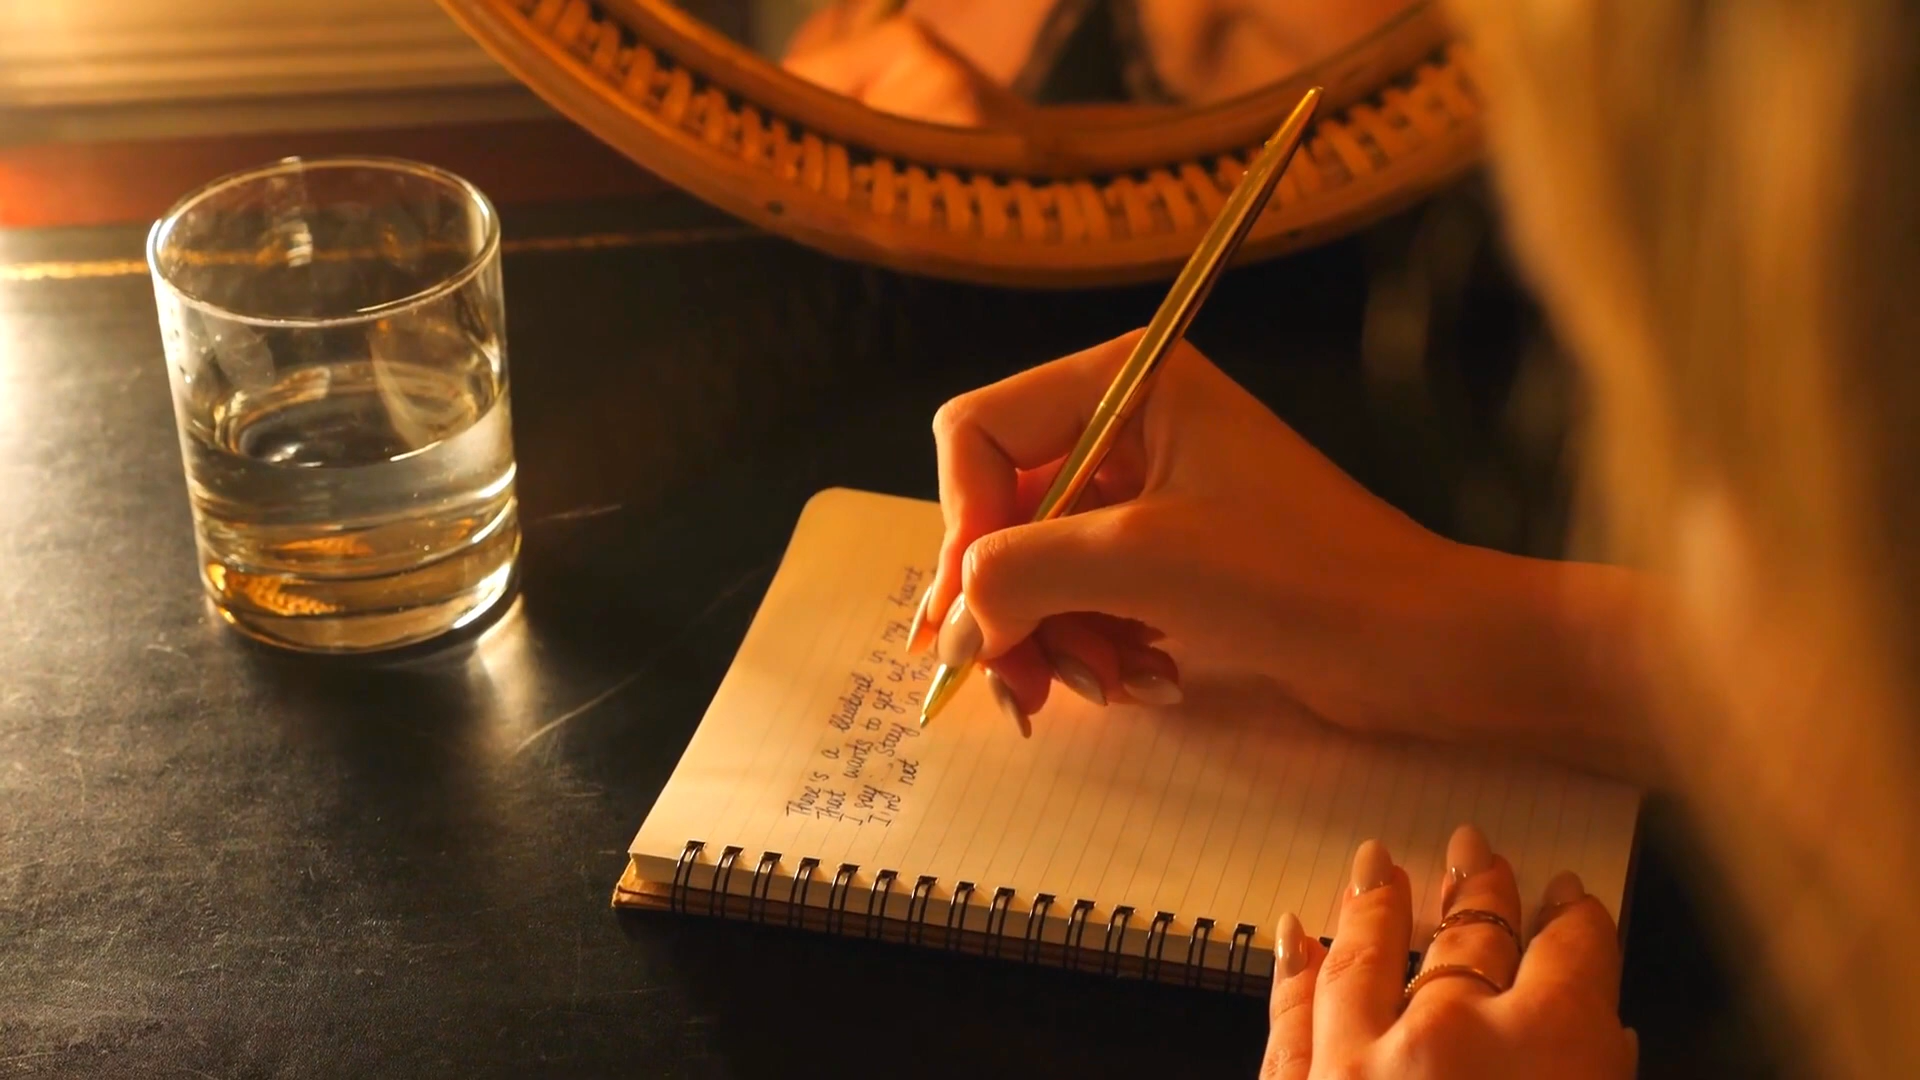 There's a bluebird in my heart
That wants to get out
I say: Stay in
I'm not